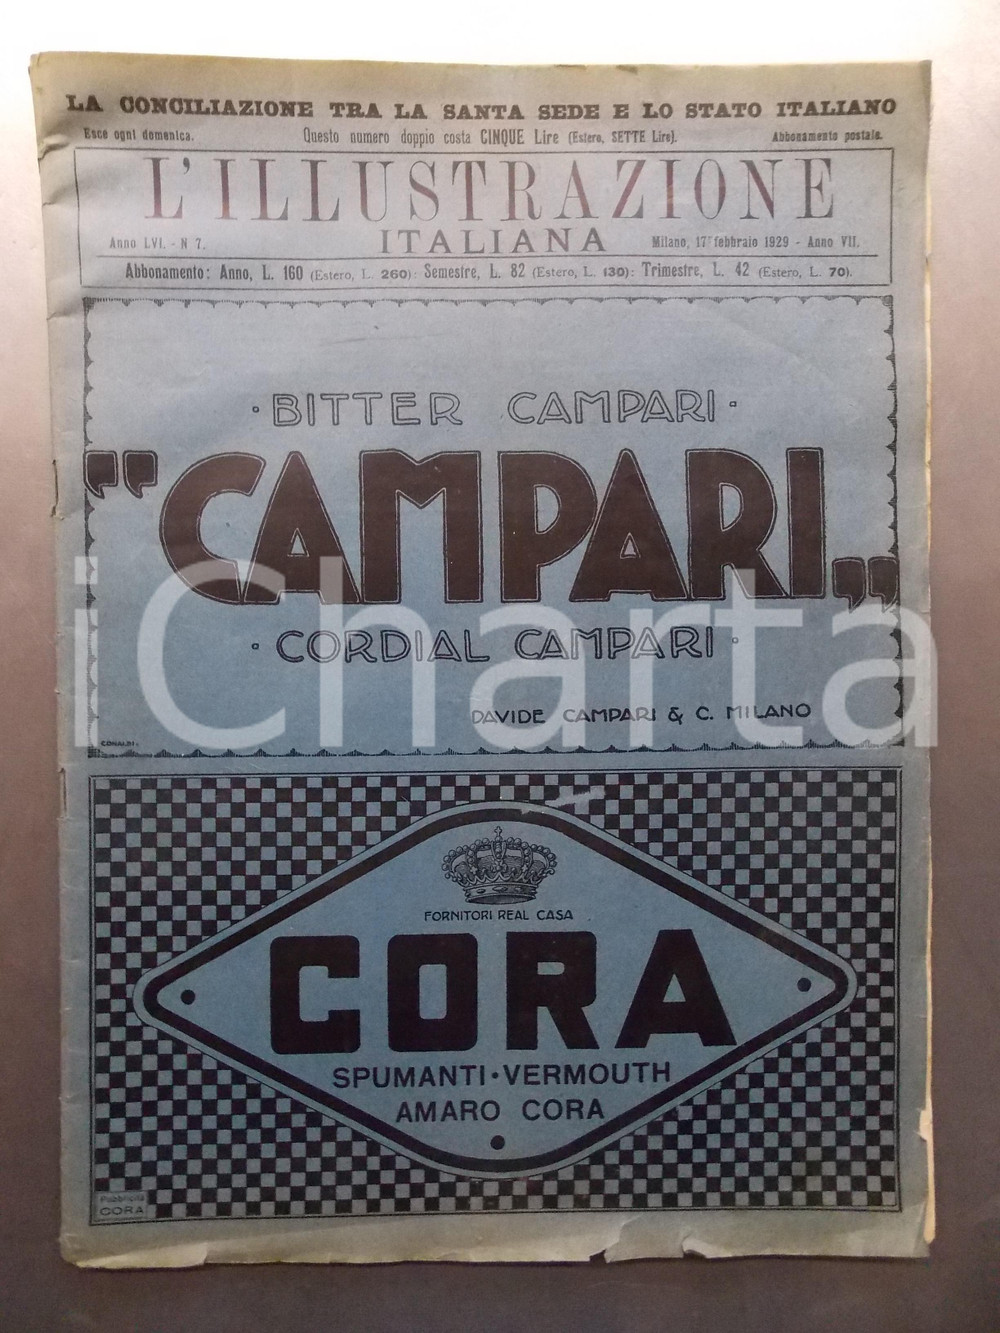 LA CONCILIAZIONE TRA LA SANTA SEDE E LO STATO ITALIANO
Esce ogni domenica. Questo numero doppio costa CINQUE Lire (Estero, SETTE Lire). Abbonamento postale.
L'ILLUSTRAZIONE
Anno LVI. - N 7. ITALIANA Milano, 17 febbraio 1929 - Anno VII.
Abbonamento: Anno, L. 160 (Estero, L. 260): Semestre, L. 82 (Estero, L. 130): Trimestre, L. 42 (Estero, L. 70).
·BITTER CAMPARI·
"CAMPARI„
·CORDIAL CAMPARI·
DAVIDE CAMPARI & C. MILANO
iCharta
FORNITORI REAL CASA
CORA
SPUMANTI·VERMOUTH
AMARO CORA
Pubblicità
CORA